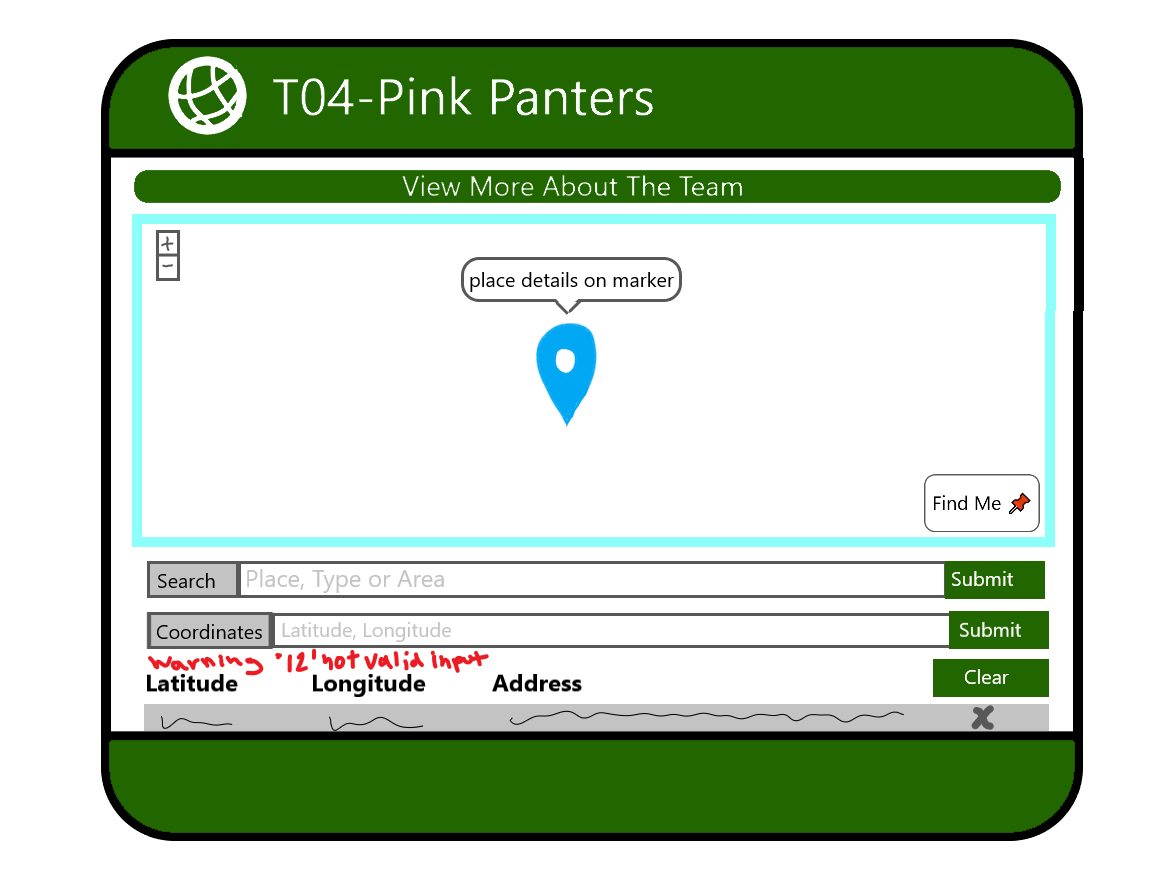 T04-Pink Panters
View More About The Team
+
−
place details on marker
Find Me
Search Place, Type or Area Submit
Coordinates Latitude, Longitude Submit
Warning '12' not valid input
Latitude Longitude Address Clear
X